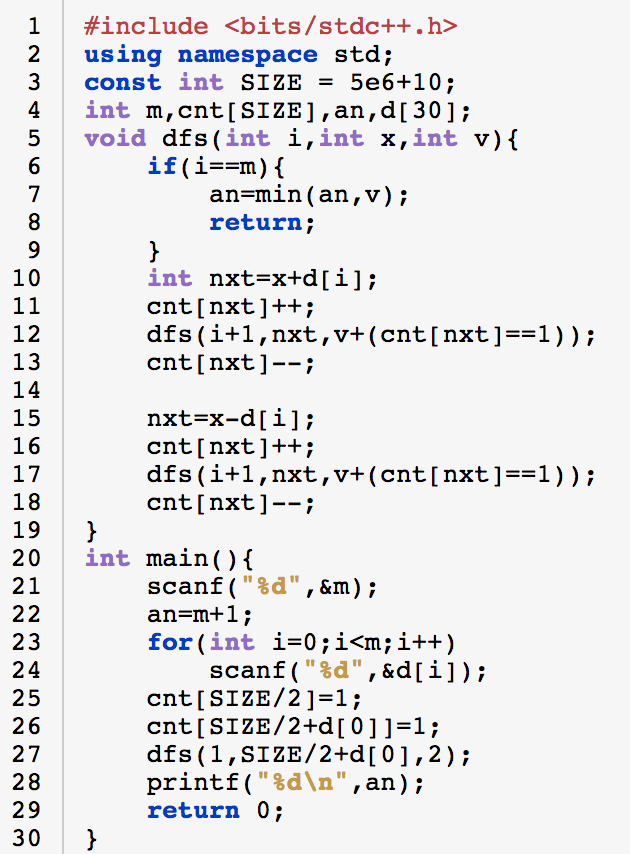 1 #include <bits/stdc++.h>
2 using namespace std;
3 const int SIZE = 5e6+10;
4 int m,cnt[SIZE],an,d[30];
5 void dfs(int i,int x,int v){
6     if(i==m){
7         an=min(an,v);
8         return;
9     }
10     int nxt=x+d[i];
11     cnt[nxt]++;
12     dfs(i+1,nxt,v+(cnt[nxt]==1));
13     cnt[nxt]--;
14
15     nxt=x-d[i];
16     cnt[nxt]++;
17     dfs(i+1,nxt,v+(cnt[nxt]==1));
18     cnt[nxt]--;
19 }
20 int main(){
21     scanf("%d",&m);
22     an=m+1;
23     for(int i=0;i<m;i++)
24         scanf("%d",&d[i]);
25     cnt[SIZE/2]=1;
26     cnt[SIZE/2+d[0]]=1;
27     dfs(1,SIZE/2+d[0],2);
28     printf("%d\n",an);
29     return 0;
30 }